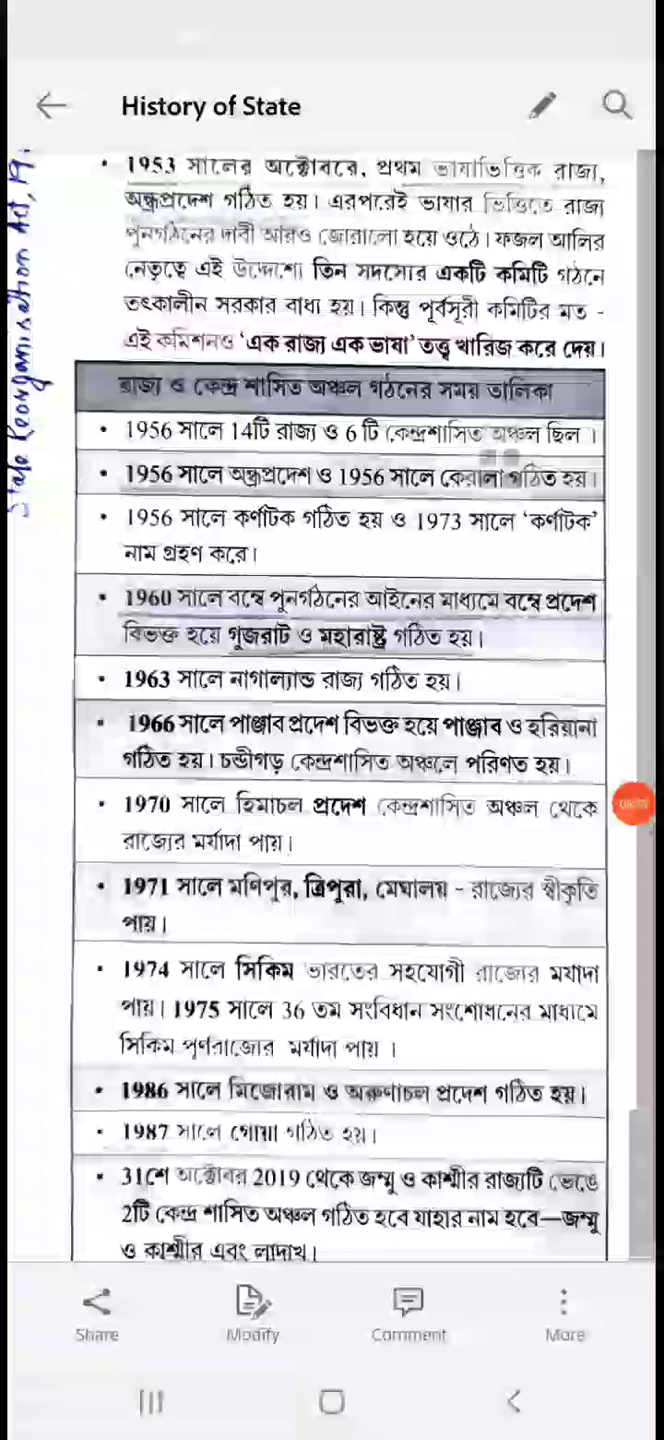 History of State
State Reorganisation Act, 19
• 1953 সালের অক্টোবরে, প্রথম ভাষাভিত্তিক রাজ্য,
অন্ধ্রপ্রদেশ গঠিত হয়। এরপরেই ভাষার ভিত্তিতে রাজ্য
পুনর্গঠনের দাবী আরও জোরালো হয়ে ওঠে। ফজল আলির
নেতৃত্বে এই উদ্দেশ্যে তিন সদস্যের একটি কমিটি গঠনে
তৎকালীন সরকার বাধ্য হয়। কিন্তু পূর্বসূরী কমিটির মত -
এই কমিশনও ‘এক রাজ্য এক ভাষা’ তত্ত্ব খারিজ করে দেয়।
রাজ্য ও কেন্দ্র শাসিত অঞ্চল গঠনের সময় তালিকা
• 1956 সালে 14টি রাজ্য ও 6 টি কেন্দ্রশাসিত অঞ্চল ছিল ।
• 1956 সালে অন্ধ্রপ্রদেশ ও 1956 সালে কেরালা গঠিত হয়।
• 1956 সালে কর্ণাটক গঠিত হয় ও 1973 সালে ‘কর্ণাটক’
নাম গ্রহণ করে।
• 1960 সালে বম্বে পুনর্গঠনের আইনের মাধ্যমে বম্বে প্রদেশ
বিভক্ত হয়ে গুজরাট ও মহারাষ্ট্র গঠিত হয়।
• 1963 সালে নাগাল্যান্ড রাজ্য গঠিত হয়।
• 1966 সালে পাঞ্জাব প্রদেশ বিভক্ত হয়ে পাঞ্জাব ও হরিয়ানা
গঠিত হয়। চন্ডীগড় কেন্দ্রশাসিত অঞ্চলে পরিণত হয়।
• 1970 সালে হিমাচল প্রদেশ কেন্দ্রশাসিত অঞ্চল থেকে
রাজ্যের মর্যাদা পায়।
• 1971 সালে মণিপুর, ত্রিপুরা, মেঘালয় - রাজ্যের স্বীকৃতি
পায়।
• 1974 সালে সিকিম ভারতের সহযোগী রাজ্যের মর্যাদা
পায়। 1975 সালে 36 তম সংবিধান সংশোধনের মাধ্যমে
সিকিম পূর্ণরাজ্যের মর্যাদা পায় ।
• 1986 সালে মিজোরাম ও অরুণাচল প্রদেশ গঠিত হয়।
• 1987 সালে গোয়া গঠিত হয়।
• 31শে অক্টোবর 2019 থেকে জম্মু ও কাশ্মীর রাজ্যটি ভেঙে
2টি কেন্দ্র শাসিত অঞ্চল গঠিত হবে যাহার নাম হবে—জম্মু
ও কাশ্মীর এবং লাদাখ।
Share Modify Comment More